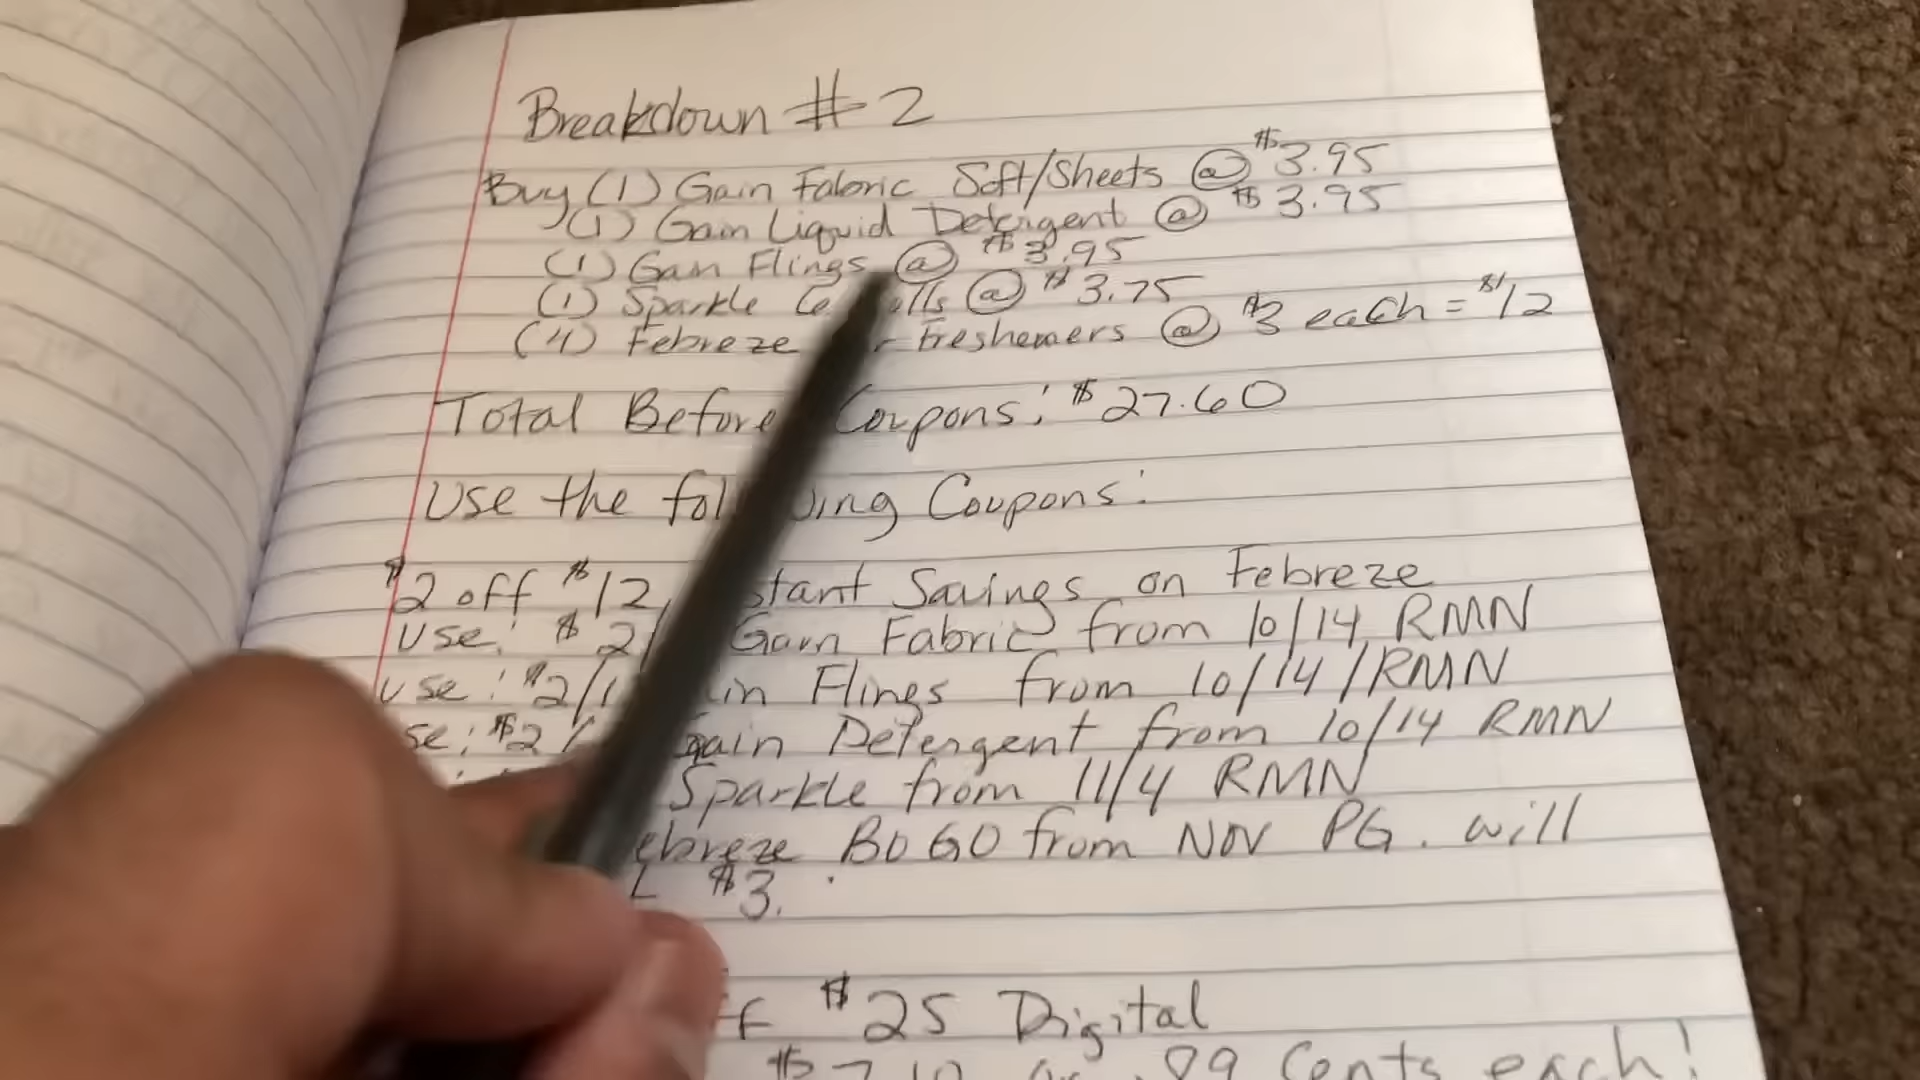 Breakdown # 2
Buy (1) Gain Fabric Soft/Sheets @ $3.95
(1) Gain Liquid Detergent @ $3.95
(1) Gain Flings @ $3.95
(1) Sparkle @ $3.75
(4) Febreze Fresheners @ $3 each = $12
Total Before Coupons: $27.60
Use the Coupons:
$2 off $12 Savings on Febreze
Use: Gain Fabric from 10/14 RMN
use: $2/1 Flings from 10/14/RMN
$2 Detergent from 10/14 RMN
Sparkle from 11/4 RMN
BOGO from NOV PG. will
$3.
$25 Digital
Cents each!